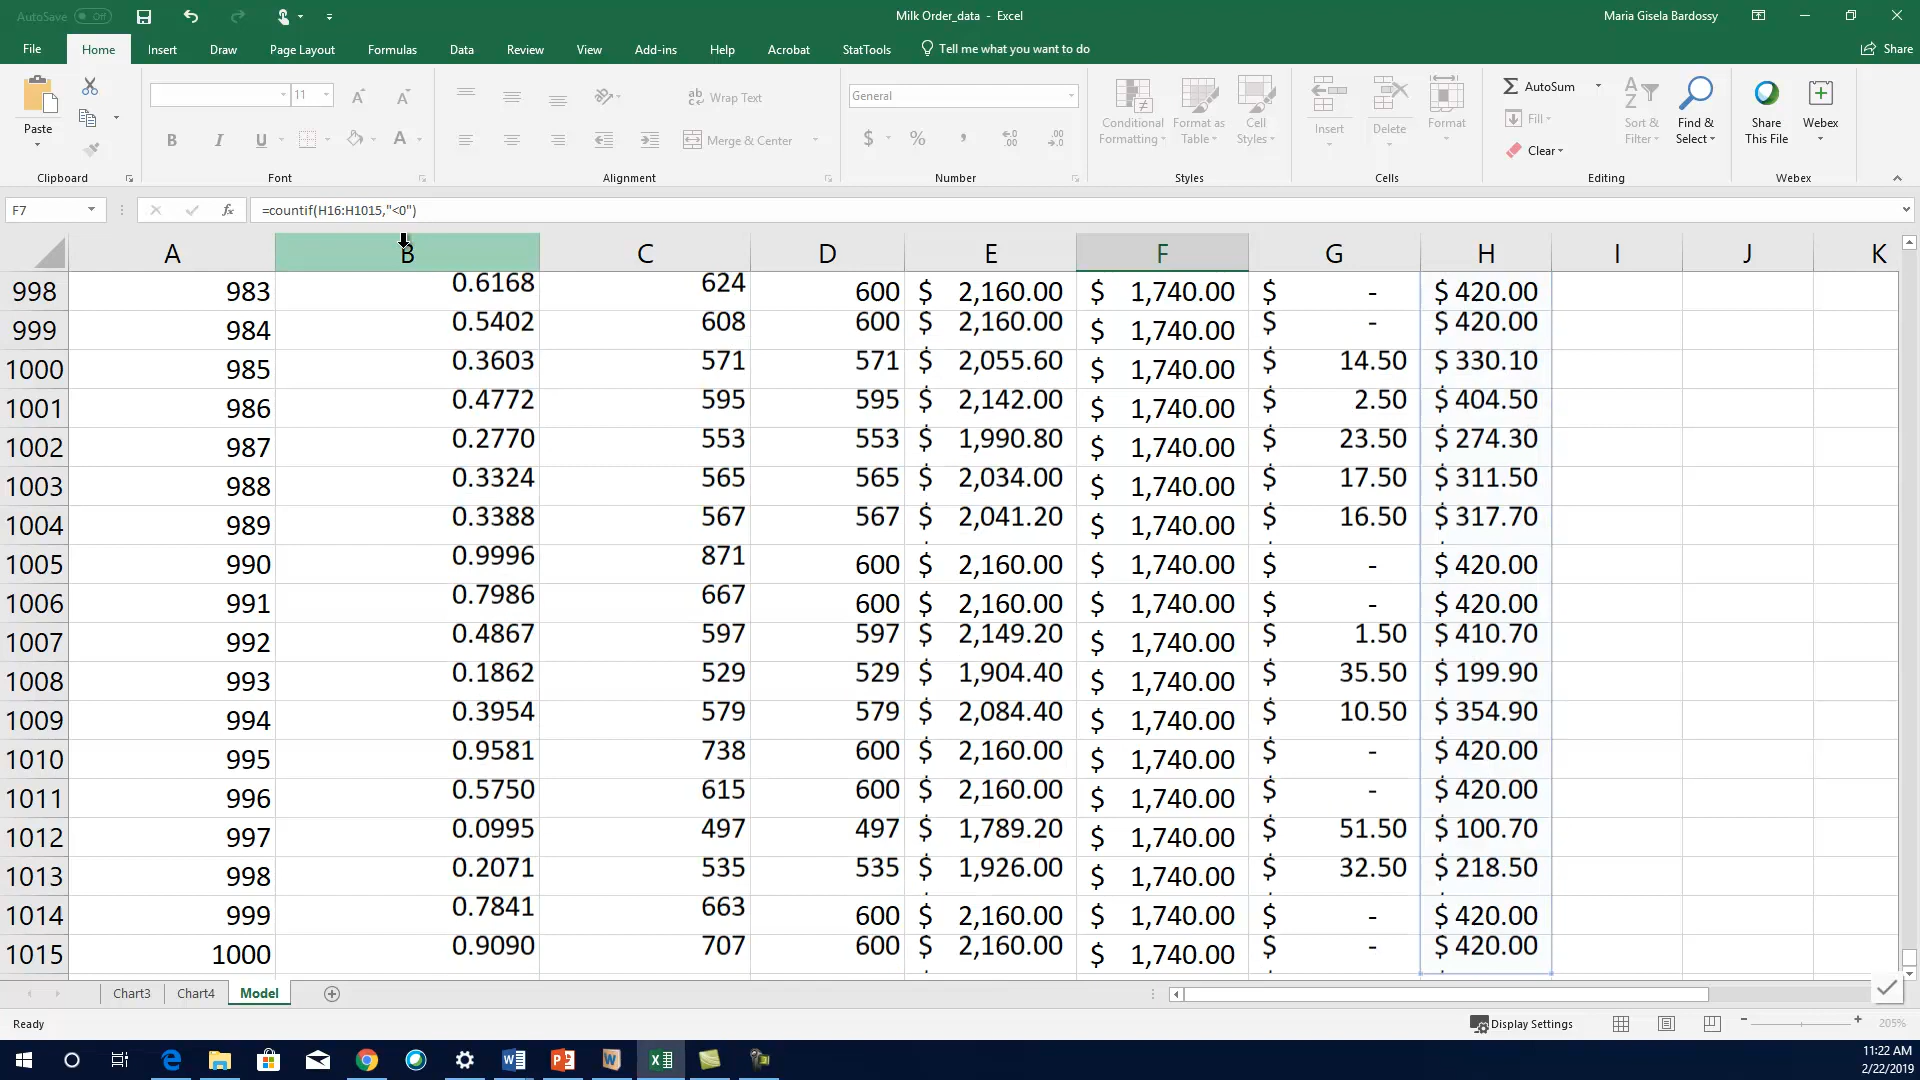 AutoSave Off Milk Order_data - Excel Maria Gisela Bardossy
File Home Insert Draw Page Layout Formulas Data Review View Add-ins Help Acrobat StatTools Tell me what you want to do Share
Paste 11 Wrap Text General Conditional Formatting Format as Table Cell Styles Insert Delete Format AutoSum Sort & Filter Find & Select Share This File Webex
B I U A Merge & Center $ % , Fill
Clear
Clipboard Font Alignment Number Styles Cells Editing Webex
F7 fx =countif(H16:H1015,"<0")
A B C D E F G H I J K
998 983 0.6168 624 600 $ 2,160.00 $ 1,740.00 $ - $ 420.00
999 984 0.5402 608 600 $ 2,160.00 $ 1,740.00 $ - $ 420.00
1000 985 0.3603 571 571 $ 2,055.60 $ 1,740.00 $ 14.50 $ 330.10
1001 986 0.4772 595 595 $ 2,142.00 $ 1,740.00 $ 2.50 $ 404.50
1002 987 0.2770 553 553 $ 1,990.80 $ 1,740.00 $ 23.50 $ 274.30
1003 988 0.3324 565 565 $ 2,034.00 $ 1,740.00 $ 17.50 $ 311.50
1004 989 0.3388 567 567 $ 2,041.20 $ 1,740.00 $ 16.50 $ 317.70
1005 990 0.9996 871 600 $ 2,160.00 $ 1,740.00 $ - $ 420.00
1006 991 0.7986 667 600 $ 2,160.00 $ 1,740.00 $ - $ 420.00
1007 992 0.4867 597 597 $ 2,149.20 $ 1,740.00 $ 1.50 $ 410.70
1008 993 0.1862 529 529 $ 1,904.40 $ 1,740.00 $ 35.50 $ 199.90
1009 994 0.3954 579 579 $ 2,084.40 $ 1,740.00 $ 10.50 $ 354.90
1010 995 0.9581 738 600 $ 2,160.00 $ 1,740.00 $ - $ 420.00
1011 996 0.5750 615 600 $ 2,160.00 $ 1,740.00 $ - $ 420.00
1012 997 0.0995 497 497 $ 1,789.20 $ 1,740.00 $ 51.50 $ 100.70
1013 998 0.2071 535 535 $ 1,926.00 $ 1,740.00 $ 32.50 $ 218.50
1014 999 0.7841 663 600 $ 2,160.00 $ 1,740.00 $ - $ 420.00
1015 1000 0.9090 707 600 $ 2,160.00 $ 1,740.00 $ - $ 420.00
Chart3 Chart4 Model
Ready Display Settings 205%
11:22 AM
2/22/2019